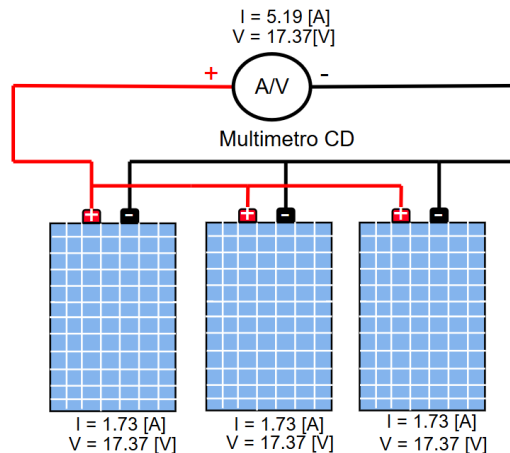 I = 5.19 [A]
V = 17.37[V]
+
A/V
-
Multimetro CD
+ - + - + -
I = 1.73 [A]
V = 17.37 [V]
I = 1.73 [A]
V = 17.37 [V]
I = 1.73 [A]
V = 17.37 [V]